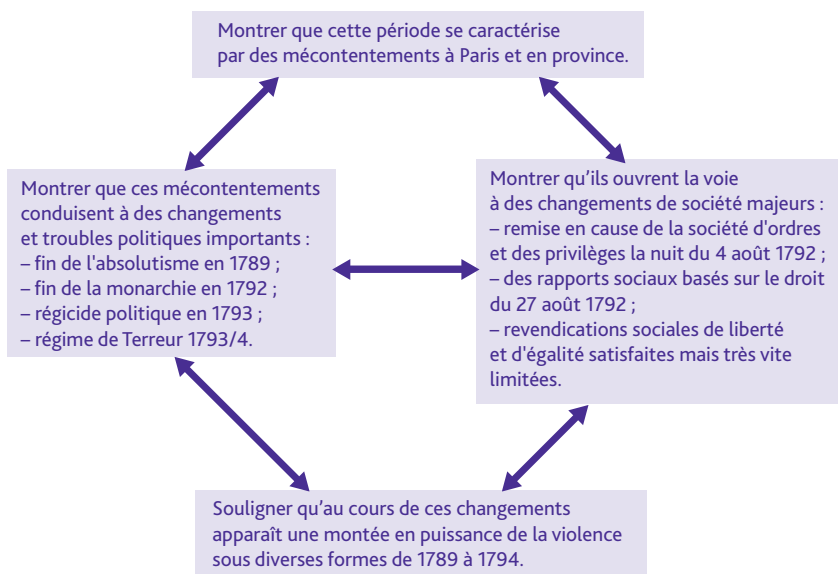 Montrer que cette période se caractérise
par des mécontentements à Paris et en province.
Montrer que ces mécontentements
conduisent à des changements
et troubles politiques importants :
– fin de l'absolutisme en 1789 ;
– fin de la monarchie en 1792 ;
– régicide politique en 1793 ;
– régime de Terreur 1793/4.
Montrer qu’ils ouvrent la voie
à des changements de société majeurs :
– remise en cause de la société d'ordres
et des privilèges la nuit du 4 août 1792 ;
– des rapports sociaux basés sur le droit
du 27 août 1792 ;
– revendications sociales de liberté
et d'égalité satisfaites mais très vite
limitées.
Souligner qu’au cours de ces changements
apparaît une montée en puissance de la violence
sous diverses formes de 1789 à 1794.